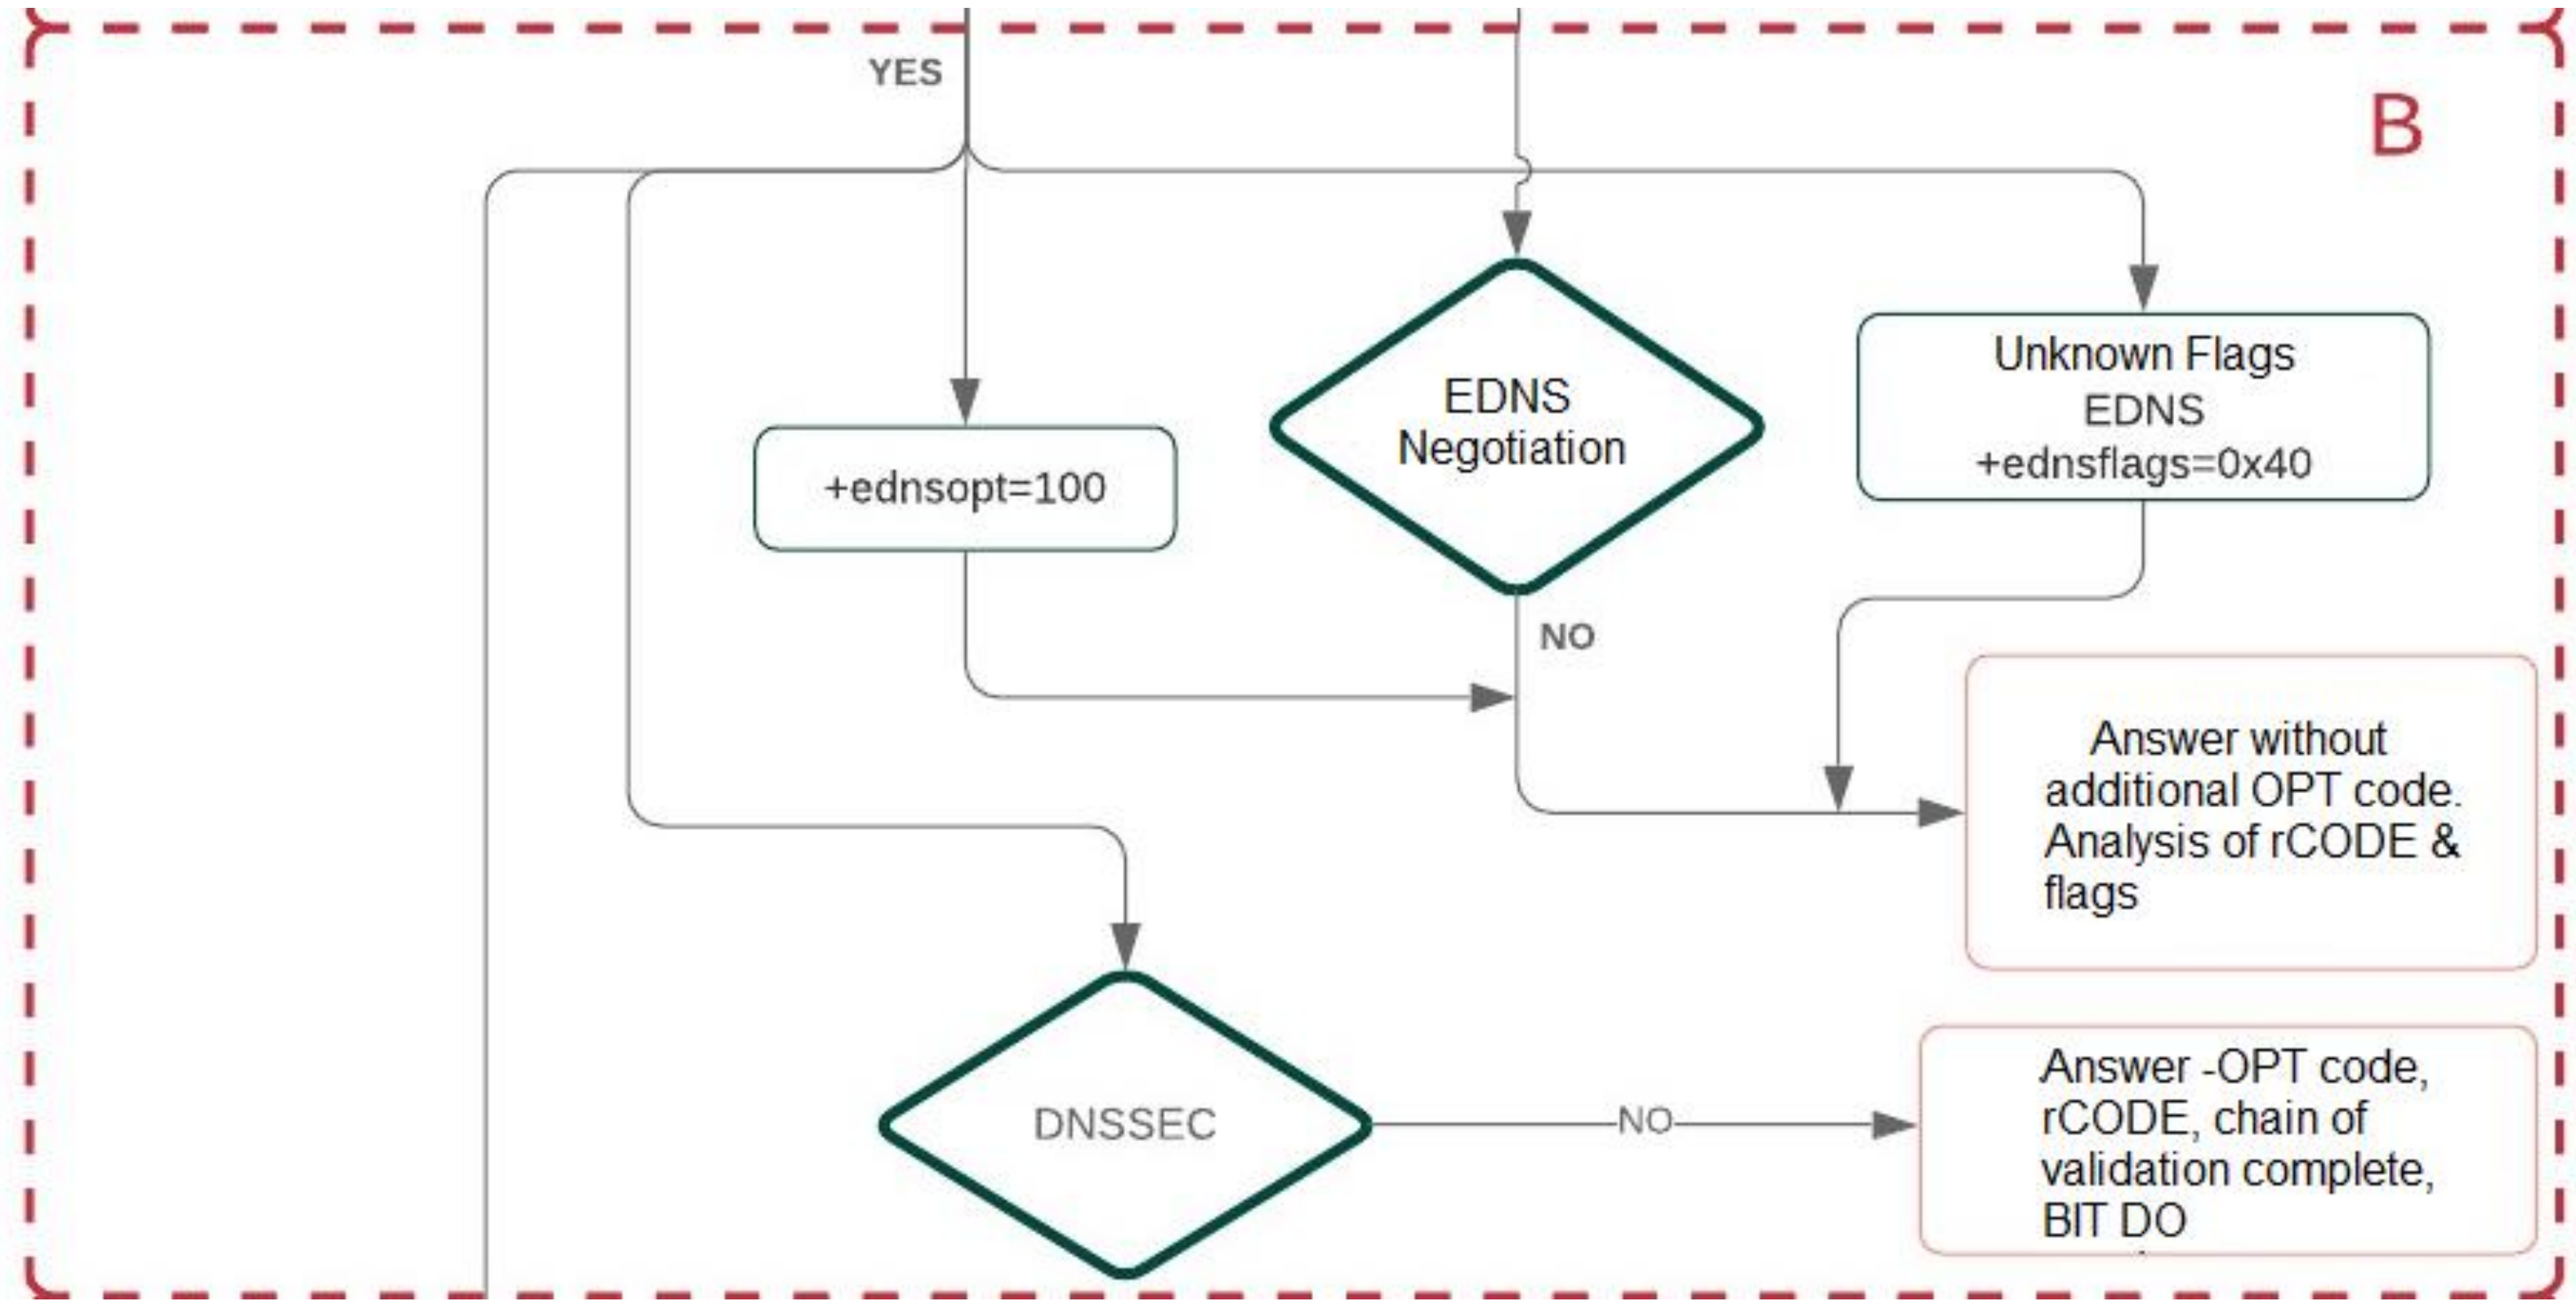 YES
B
EDNS
Negotiation
Unknown Flags
EDNS
+ednsflags=0x40
+ednsopt=100
NO
Answer without
additional OPT code.
Analysis of rCODE &
flags
DNSSEC
NO
Answer -OPT code,
rCODE, chain of
validation complete,
BIT DO